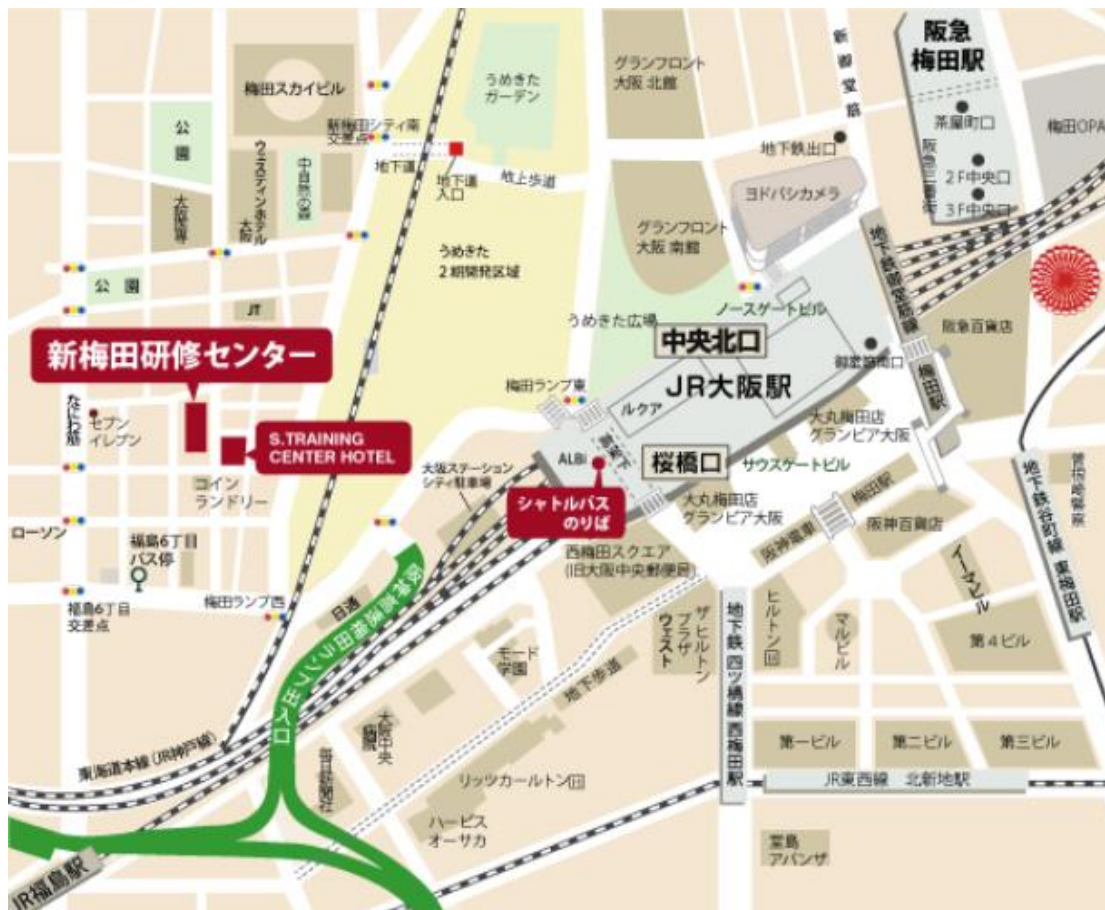 阪急
梅田駅
新御堂筋
グランフロント
大阪 北館
うめきた
ガーデン
梅田スカイビル
新梅田シティ南
交差点
地下道
地下道
入口
地上歩道
地下鉄出口
茶屋町口
梅田OPA
阪急三番街
2F中央口
3F中央口
ヨドバシカメラ
公園
ウェスティンホテル
大阪
中自然の森
グランフロント
大阪 南館
うめきた
2期開発区域
公 園
JT
地下鉄御堂筋線
梅田駅
ノースゲートビル
うめきた広場
阪急百貨店
新梅田研修センター
中央北口
JR大阪駅
御堂筋南口
梅田ランプ東
ルクア
なにわ筋
セブン
イレブン
S.TRAINING
CENTER HOTEL
大丸梅田店
グランビア大阪
ALBi
桜橋口
サウスゲートビル
大阪ステーション
シティ駐車場
コイン
ランドリー
シャトルバス
のりば
大丸梅田店
グランビア大阪
梅田駅
阪神電車
阪神百貨店
地下鉄谷町線 東梅田駅
ローソン
福島6丁目
バス停
西梅田スクエア
(旧大阪中央郵便局)
イーマビル
福島6丁目
交差点
梅田ランプ西
日通
阪神高速梅田ランプ出入口
ザ ヒルトン
プラザ
ウェスト
地下鉄 四ツ橋線 西梅田駅
ヒルトンH
マルビル
第4ビル
モード
学園
地下歩道
大阪中央
病院
毎日新聞社
東海道本線(JR神戸線)
リッツカールトンH
第一ビル
第二ビル
第三ビル
JR東西線 北新地駅
ハービス
オーサカ
堂島
アバンザ
JR福島駅